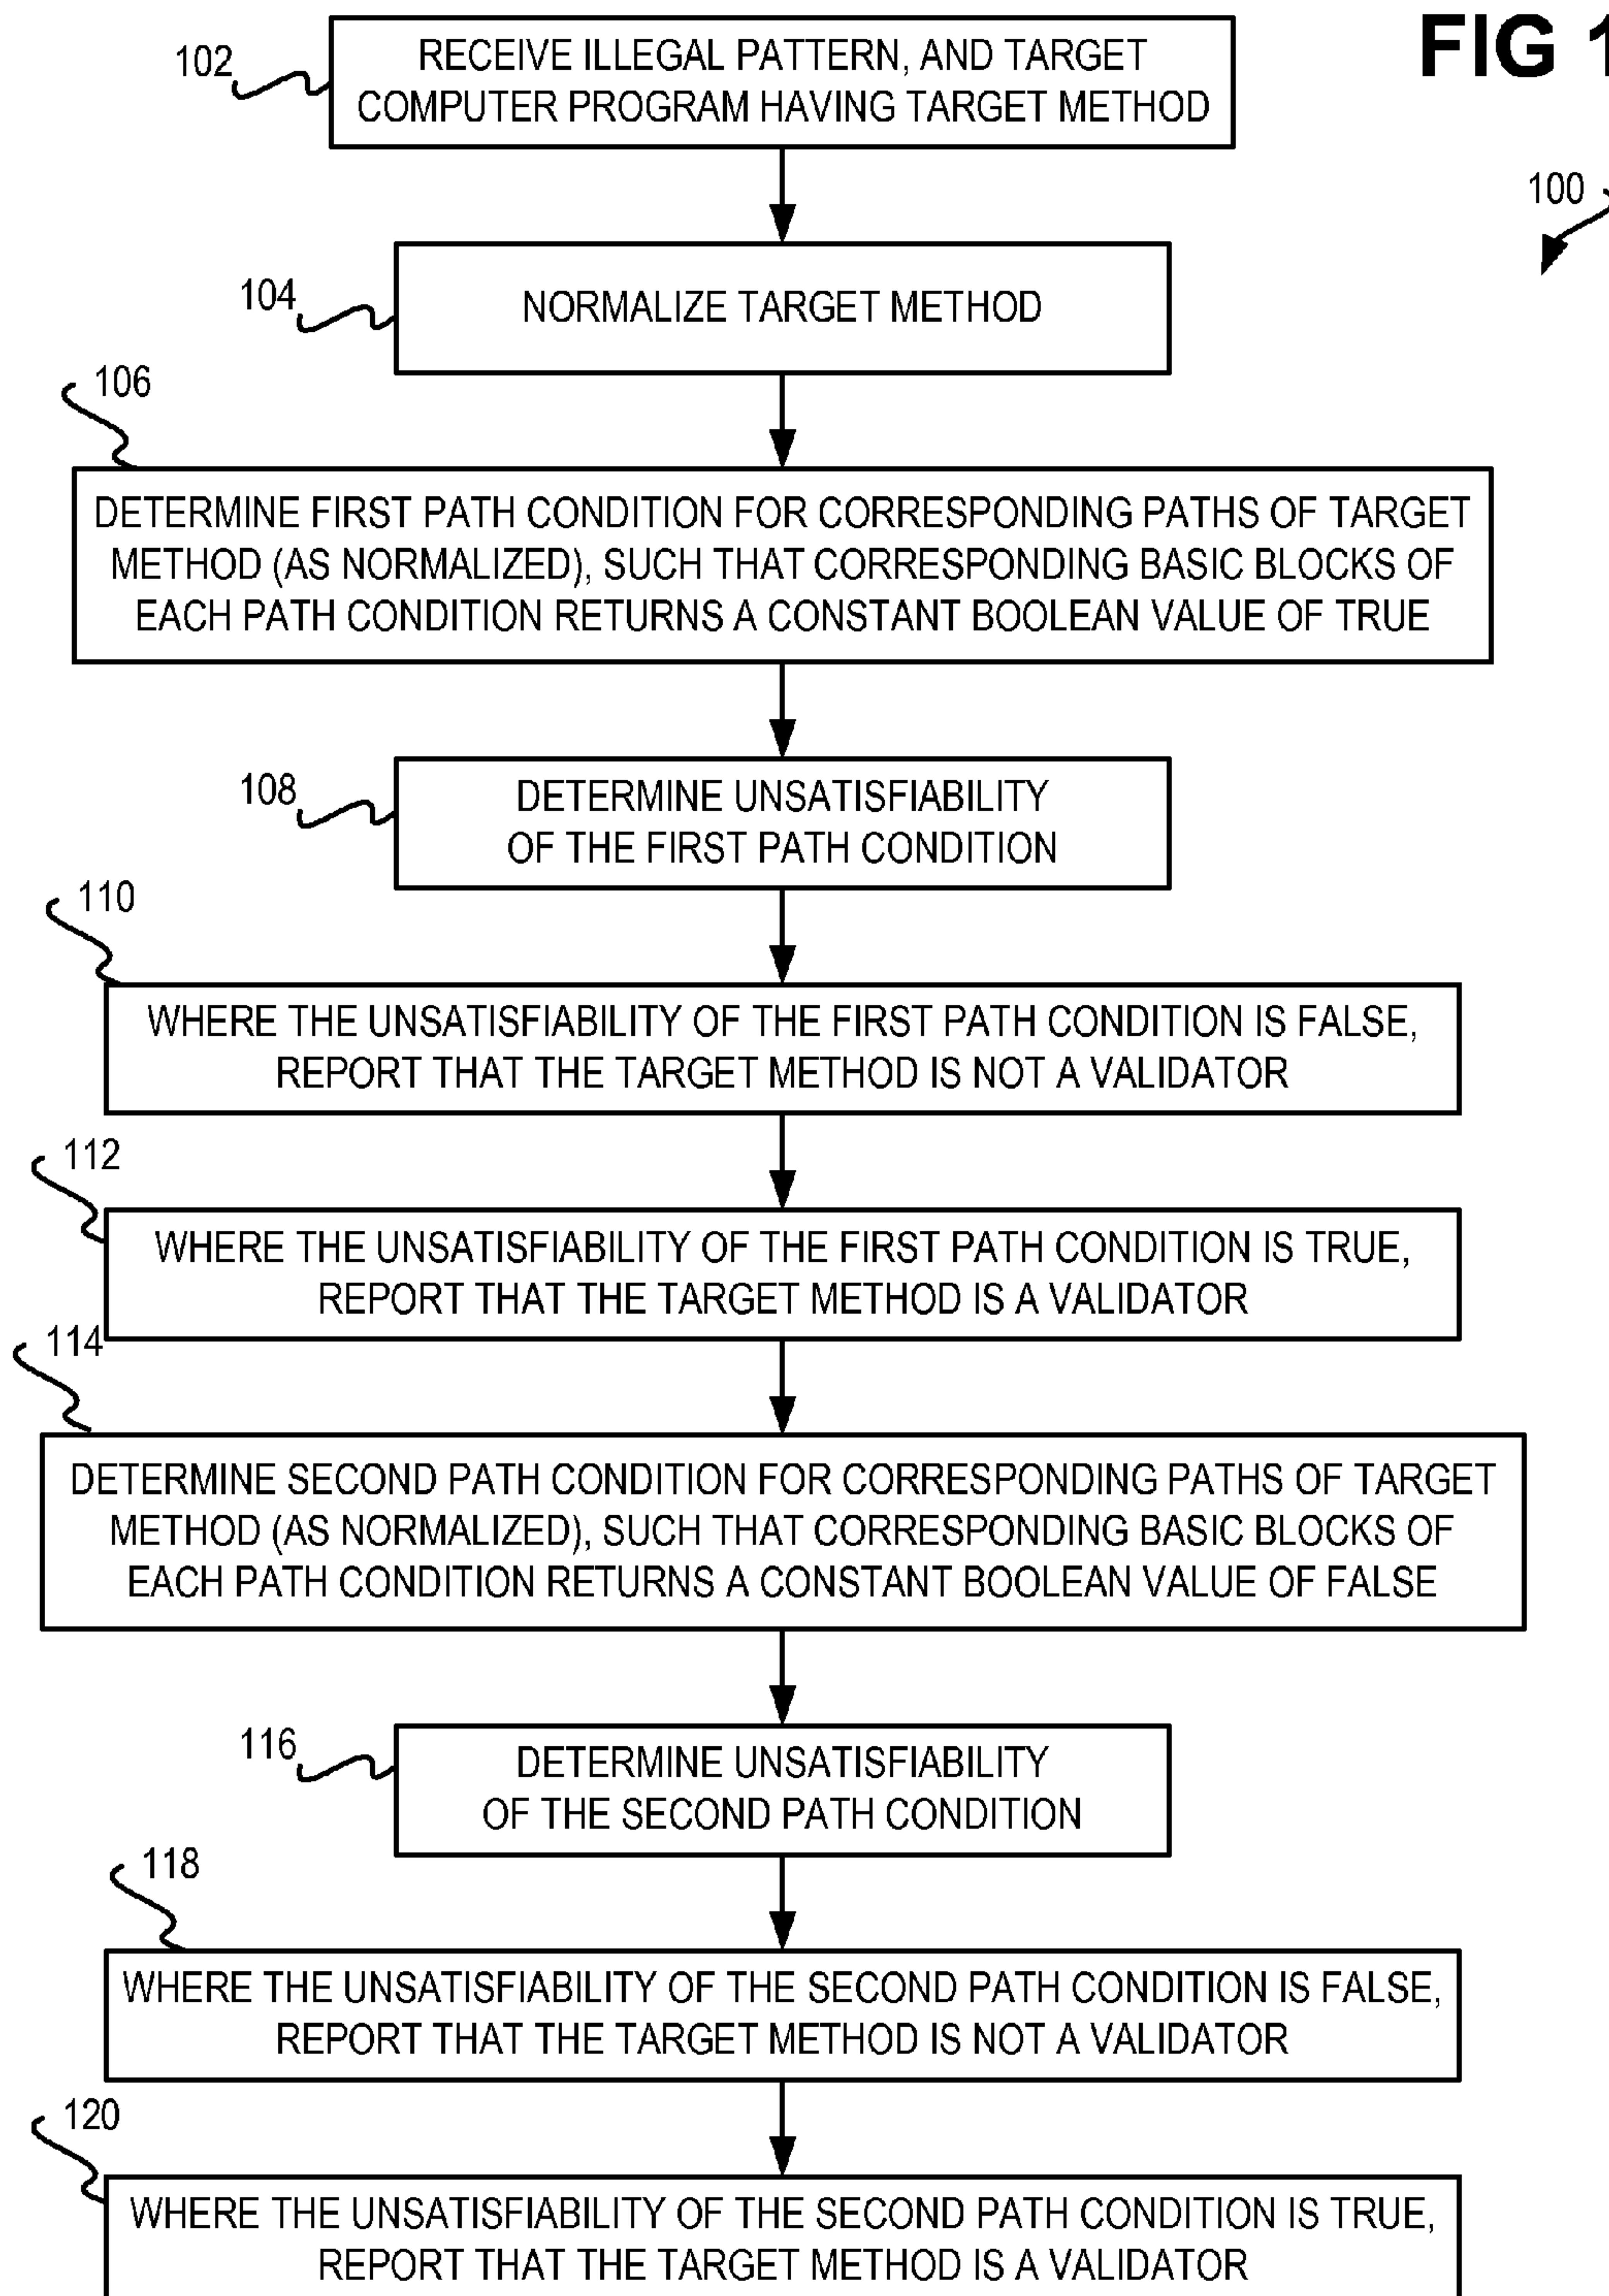 FIG 1
100
102
RECEIVE ILLEGAL PATTERN, AND TARGET
COMPUTER PROGRAM HAVING TARGET METHOD
104
NORMALIZE TARGET METHOD
106
DETERMINE FIRST PATH CONDITION FOR CORRESPONDING PATHS OF TARGET
METHOD (AS NORMALIZED), SUCH THAT CORRESPONDING BASIC BLOCKS OF
EACH PATH CONDITION RETURNS A CONSTANT BOOLEAN VALUE OF TRUE
108
DETERMINE UNSATISFIABILITY
OF THE FIRST PATH CONDITION
110
WHERE THE UNSATISFIABILITY OF THE FIRST PATH CONDITION IS FALSE,
REPORT THAT THE TARGET METHOD IS NOT A VALIDATOR
112
WHERE THE UNSATISFIABILITY OF THE FIRST PATH CONDITION IS TRUE,
REPORT THAT THE TARGET METHOD IS A VALIDATOR
114
DETERMINE SECOND PATH CONDITION FOR CORRESPONDING PATHS OF TARGET
METHOD (AS NORMALIZED), SUCH THAT CORRESPONDING BASIC BLOCKS OF
EACH PATH CONDITION RETURNS A CONSTANT BOOLEAN VALUE OF FALSE
116
DETERMINE UNSATISFIABILITY
OF THE SECOND PATH CONDITION
118
WHERE THE UNSATISFIABILITY OF THE SECOND PATH CONDITION IS FALSE,
REPORT THAT THE TARGET METHOD IS NOT A VALIDATOR
120
WHERE THE UNSATISFIABILITY OF THE SECOND PATH CONDITION IS TRUE,
REPORT THAT THE TARGET METHOD IS A VALIDATOR